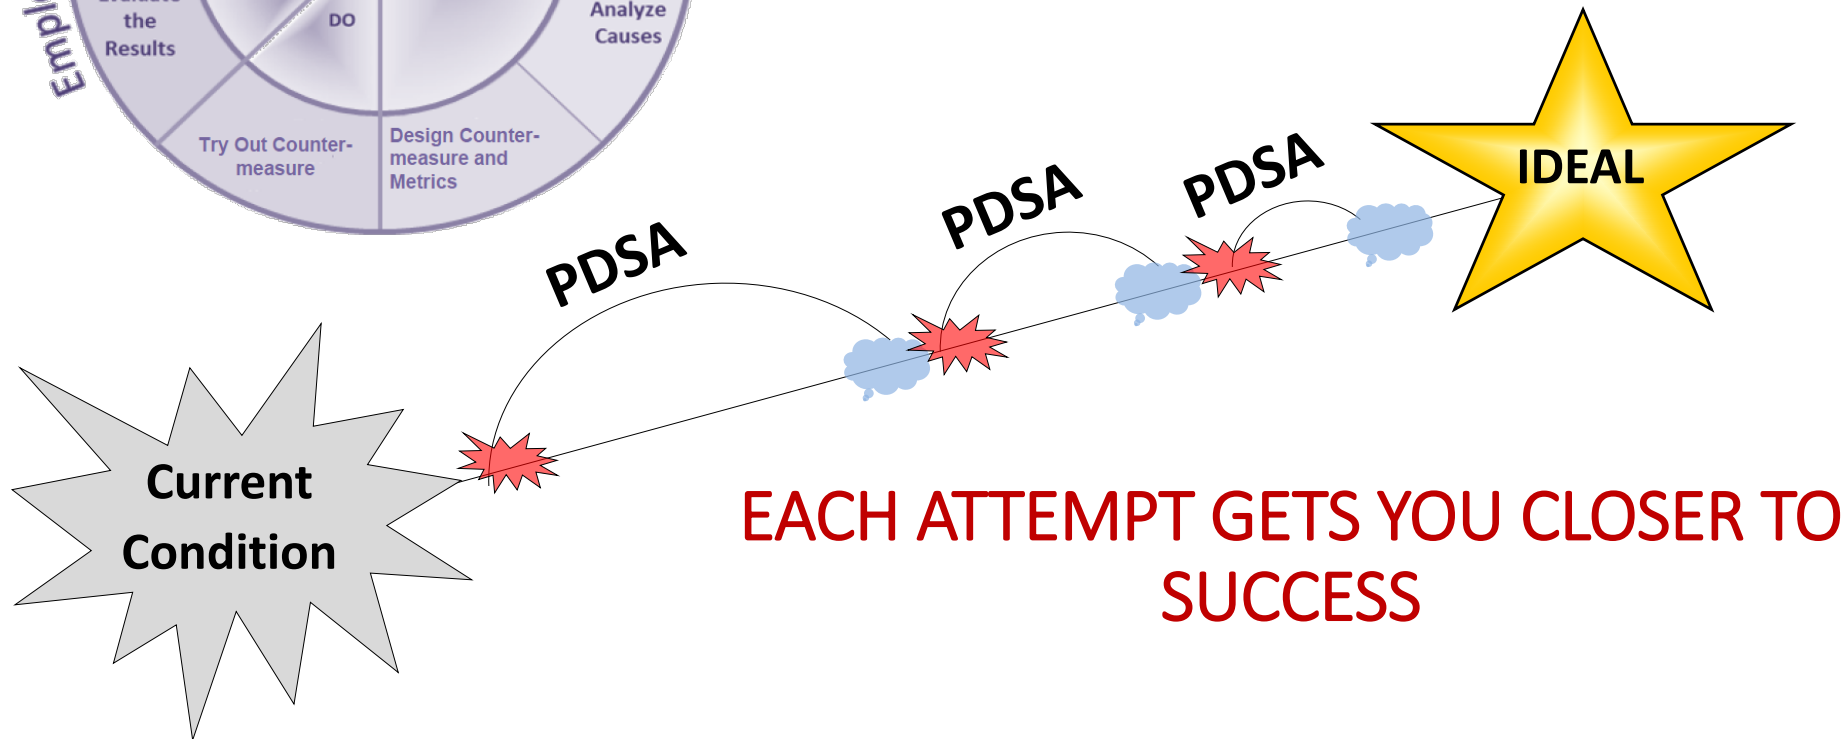 the
Results
DO
Analyze
Causes
Try Out Counter-
measure
Design Counter-
measure and
Metrics
PDSA
PDSA
PDSA
IDEAL
Current
Condition
EACH ATTEMPT GETS YOU CLOSER TO
SUCCESS